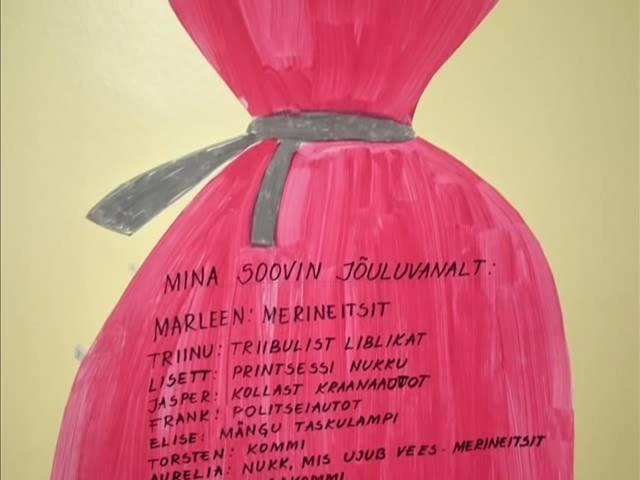 MINA SOOVIN JÕULUVANALT:
MARLEEN: MERINEITSIT
TRIINU: TRIIBULIST LIBLIKAT
LISETT: PRINTSESSI NUKKU
JASPER: KOLLAST KRAANAAUTOT
FRANK: POLITSEIAUTOT
ELISE: MÄNGU TASKULAMPI
TORSTEN: KOMMI
AURELIA: NUKK, MIS UJUB VEES - MERINEITSIT